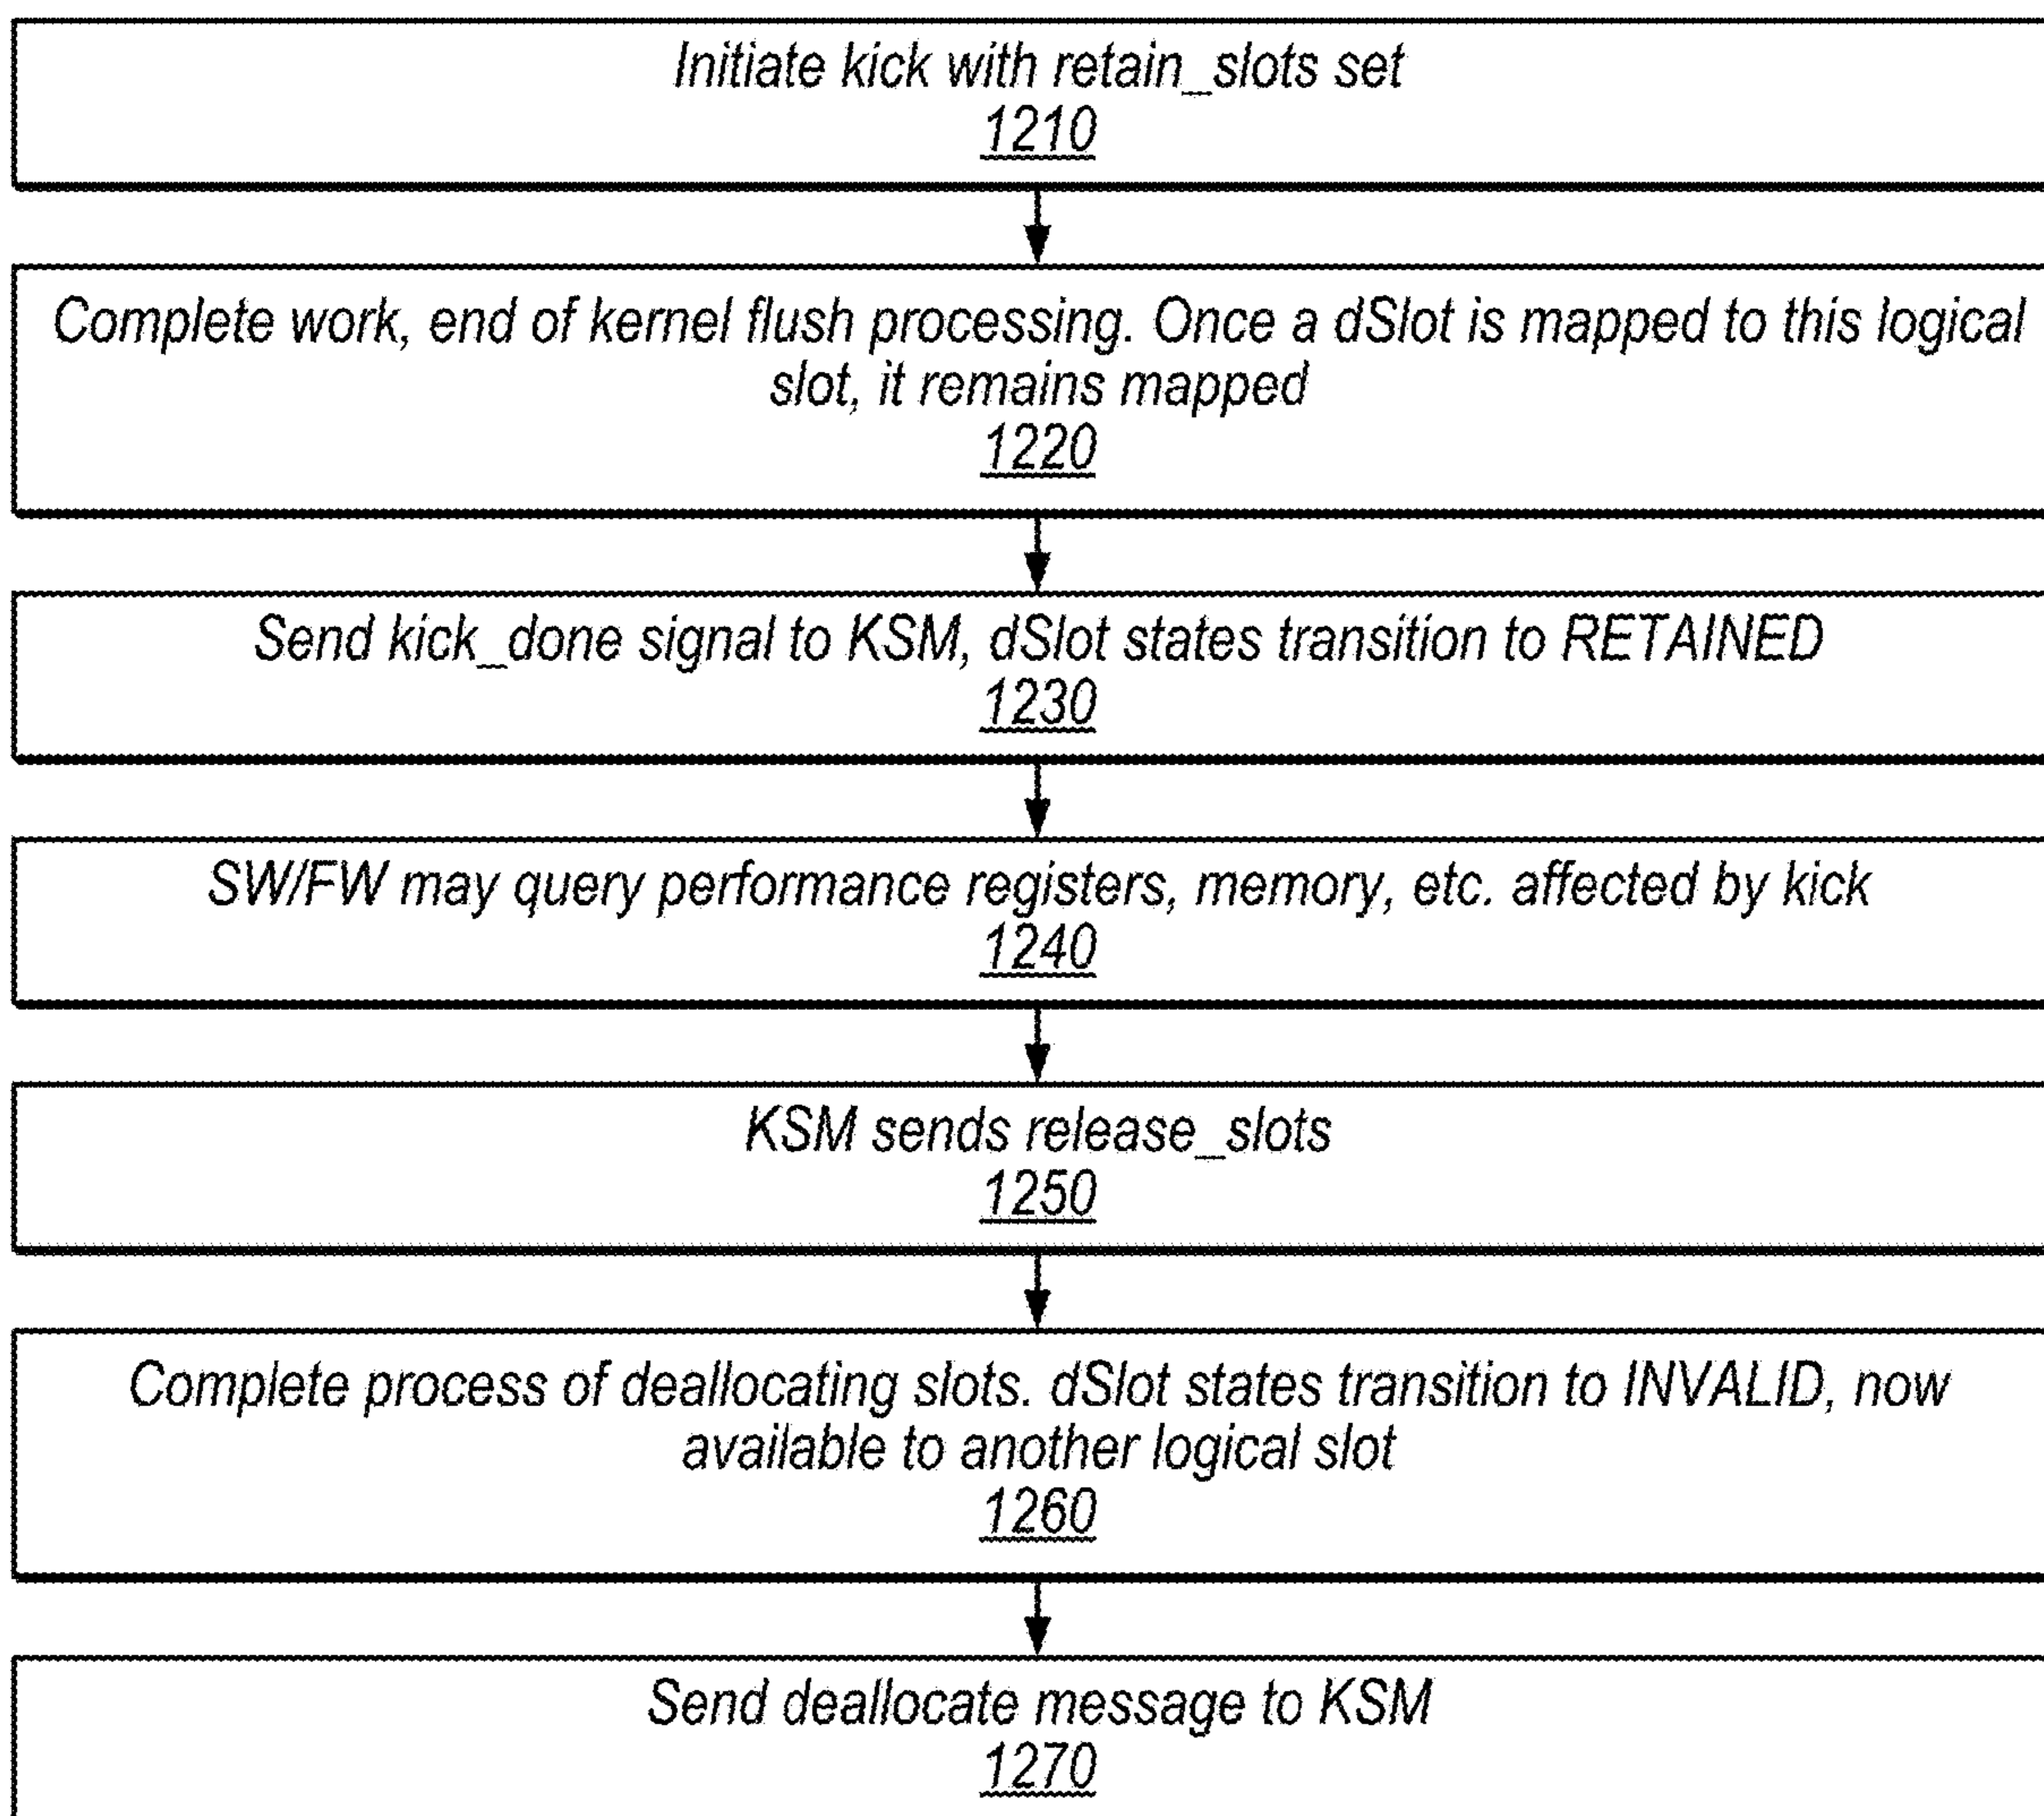 Initiate kick with retain_slots set
1210
Complete work, end of kernel flush processing. Once a dSlot is mapped to this logical
slot, it remains mapped
1220
Send kick_done signal to KSM, dSlot states transition to RETAINED
1230
SW/FW may query performance registers, memory, etc. affected by kick
1240
KSM sends release_slots
1250
Complete process of deallocating slots. dSlot states transition to INVALID, now
available to another logical slot
1260
Send deallocate message to KSM
1270